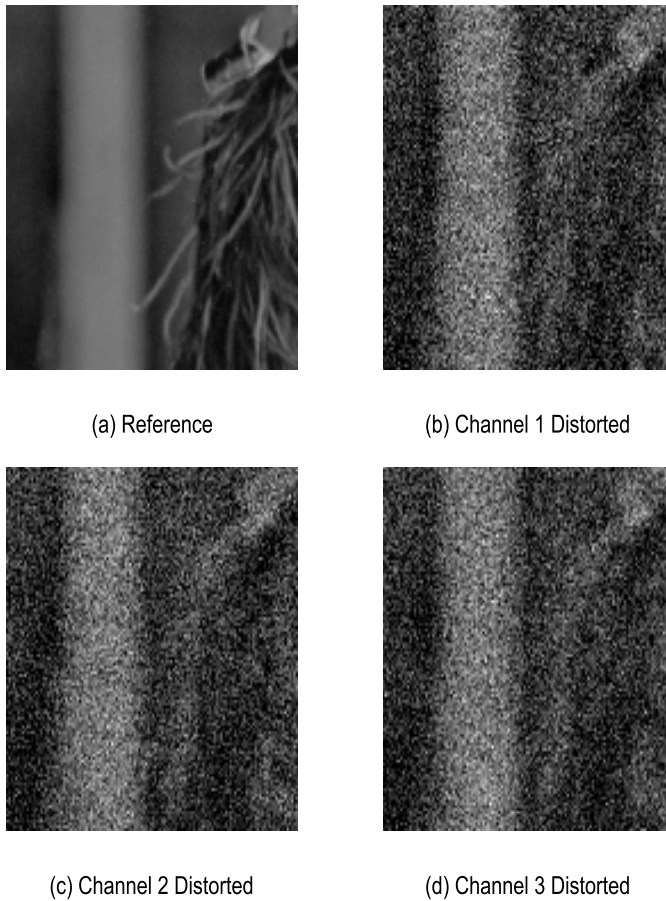 (a) Reference
(b) Channel 1 Distorted
(c) Channel 2 Distorted
(d) Channel 3 Distorted